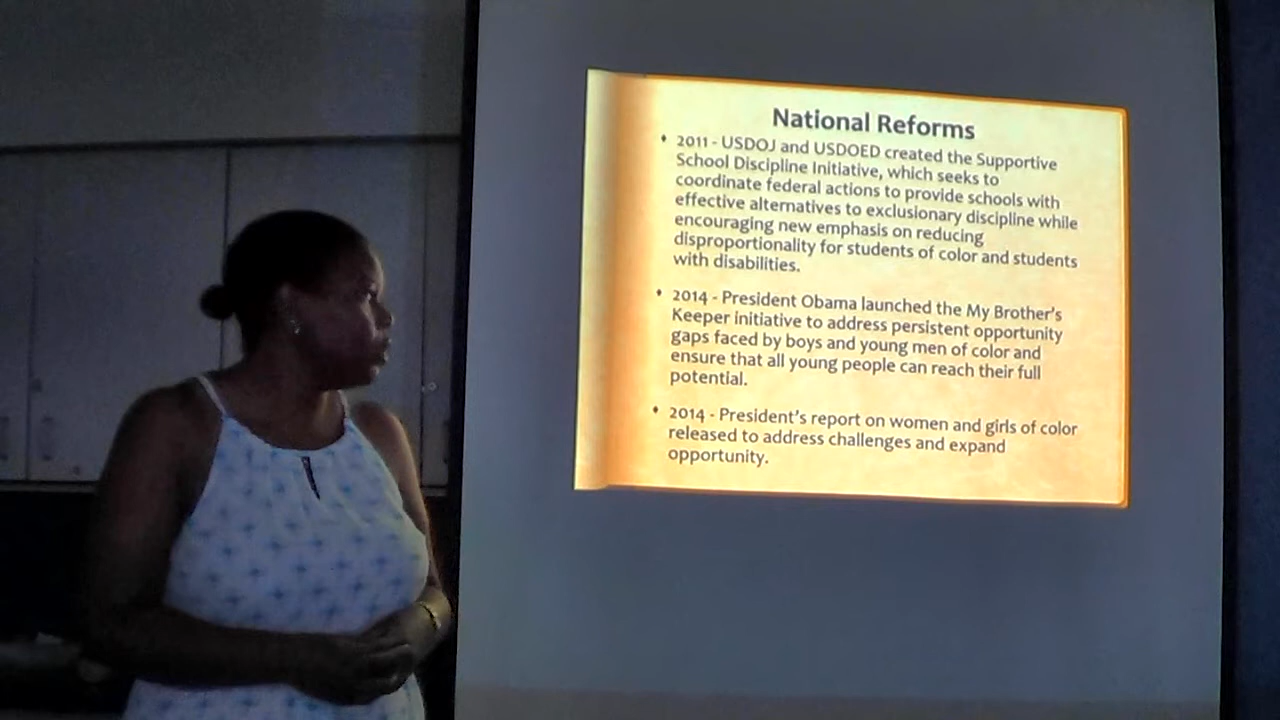 National Reforms
• 2011 - USDOJ and USDOED created the Supportive
School Discipline Initiative, which seeks to
coordinate federal actions to provide schools with
effective alternatives to exclusionary discipline while
encouraging new emphasis on reducing
disproportionality for students of color and students
with disabilities.
• 2014 - President Obama launched the My Brother's
Keeper initiative to address persistent opportunity
gaps faced by boys and young men of color and
ensure that all young people can reach their full
potential.
• 2014 - President's report on women and girls of color
released to address challenges and expand
opportunity.